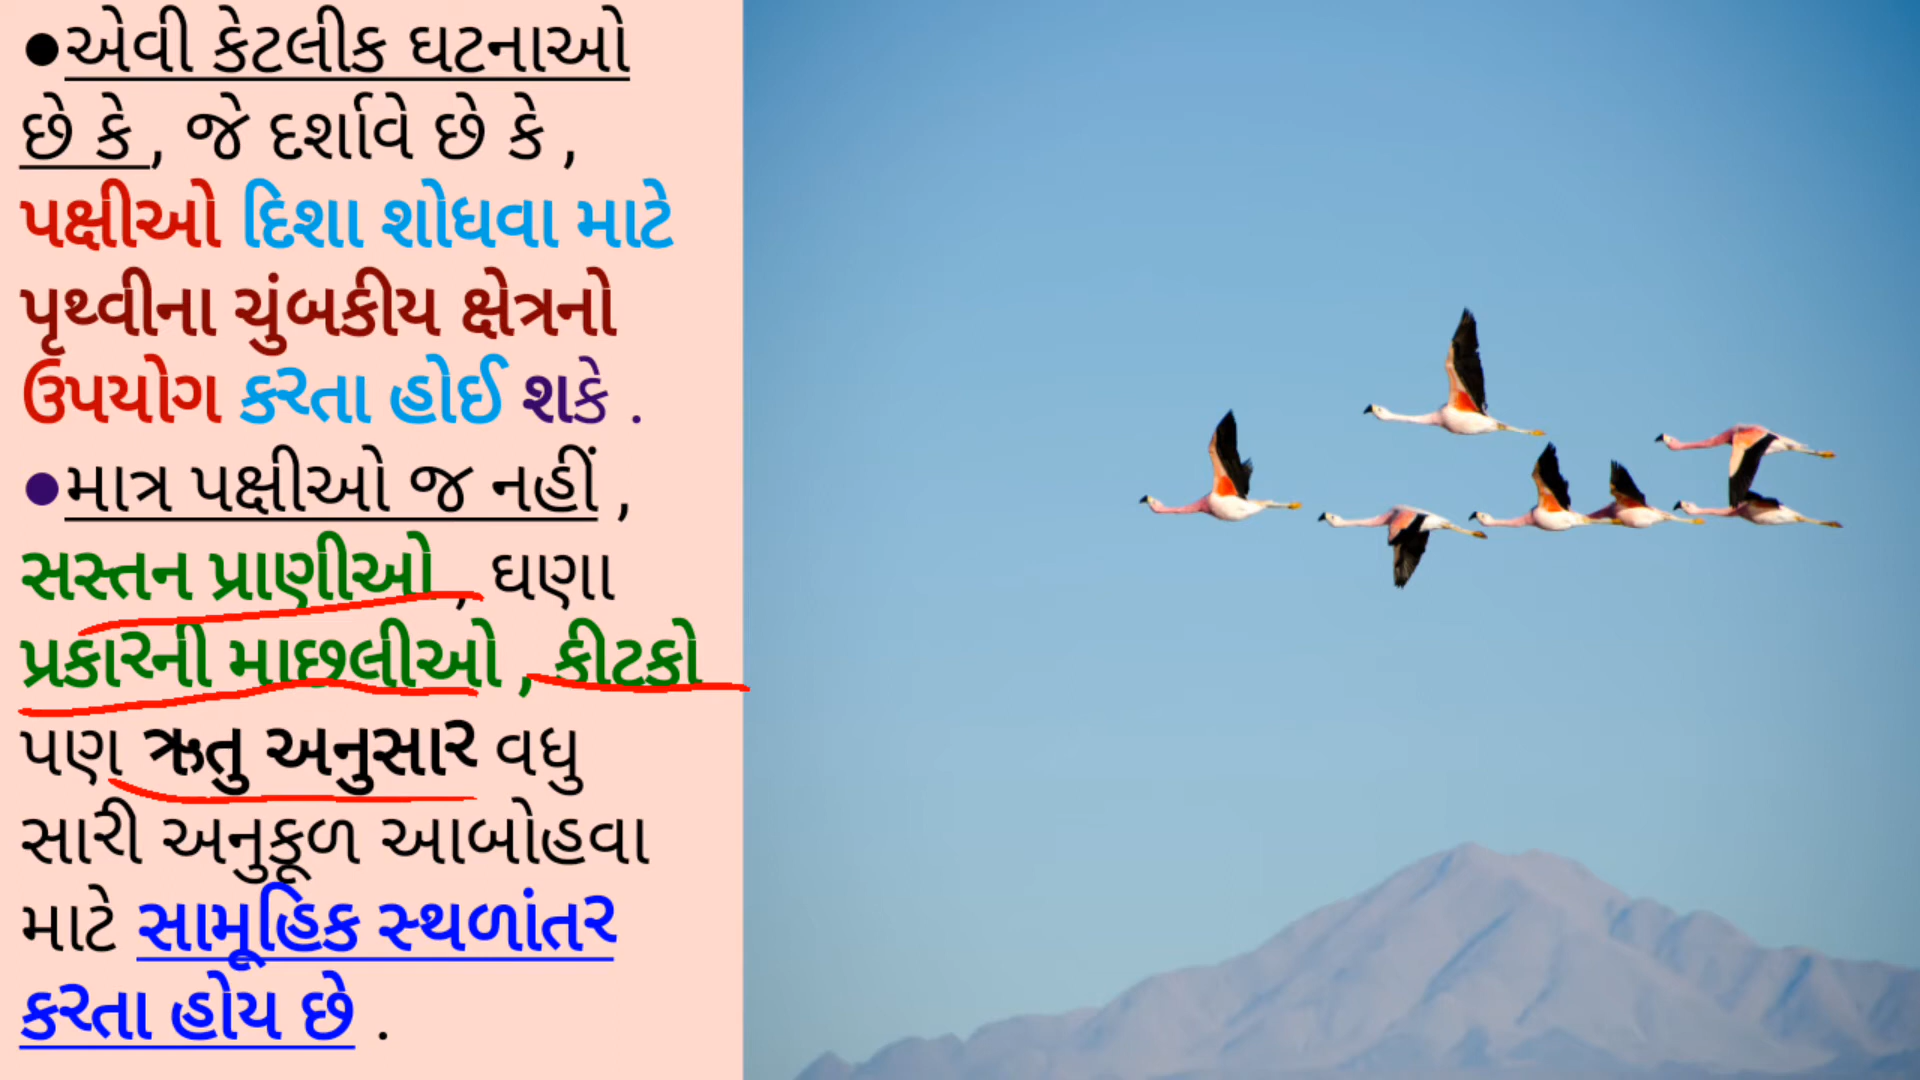 ●એવી કેટલીક ઘટનાઓ
છે કે , જે દર્શાવે છે કે ,
પક્ષીઓ દિશા શોધવા માટે
પૃથ્વીના ચુંબકીય ક્ષેત્રનો
ઉપયોગ કરતા હોઈ શકે .
●માત્ર પક્ષીઓ જ નહીં ,
સસ્તન પ્રાણીઓ , ઘણા
પ્રકારની માછલીઓ , કીટકો
પણ ઋતુ અનુસાર વધુ
સારી અનુકૂળ આબોહવા
માટે સામૂહિક સ્થળાંતર
કરતા હોય છે .